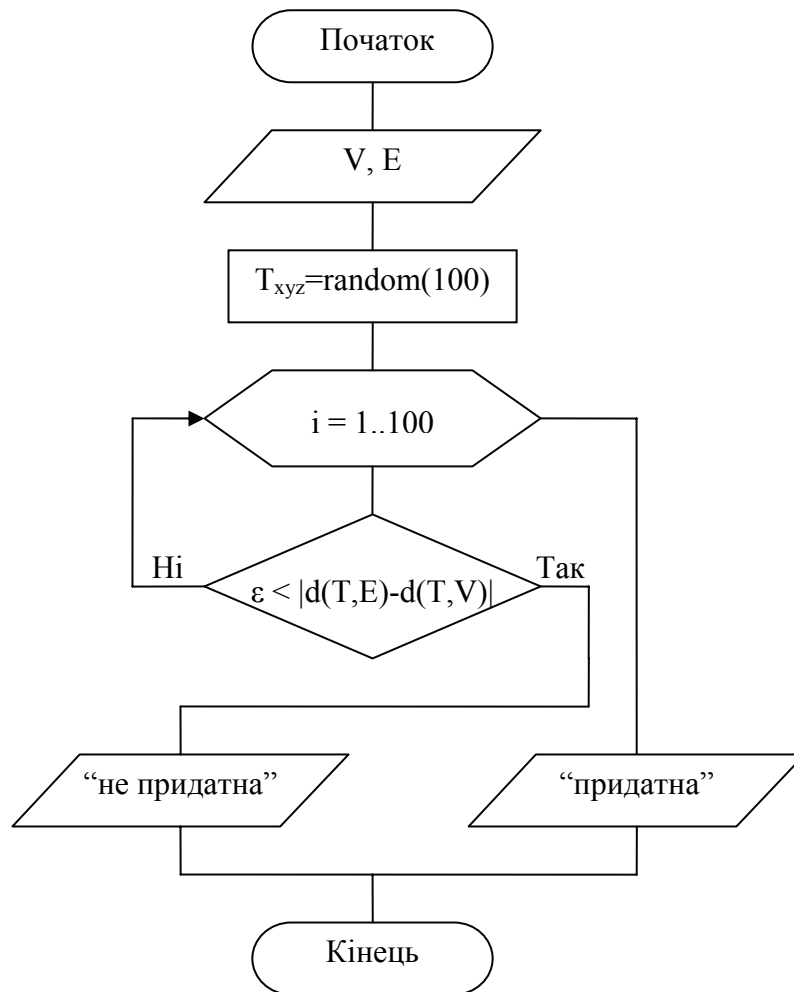 Початок
V, E
Txyz=random(100)
i = 1..100
Ні
Так
ε < |d(T,E)-d(T,V)|
“не придатна”
“придатна”
Кінець